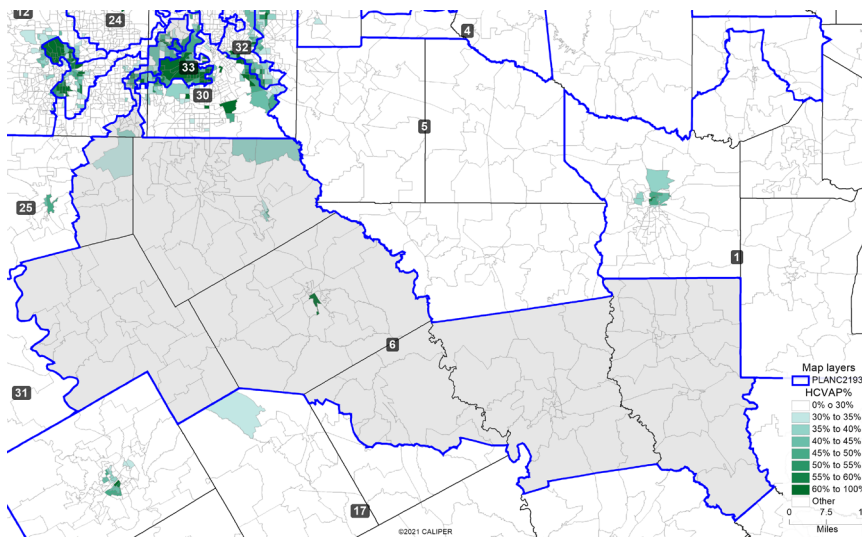 12
24
4
32
33
30
5
25
1
6
31
17
Map layers
PLANC2193
HCVAP%
0% o 30%
30% to 35%
35% to 40%
40% to 45%
45% to 50%
50% to 55%
55% to 60%
60% to 100%
Other
0 7.5
Miles
©2021 CALIPER